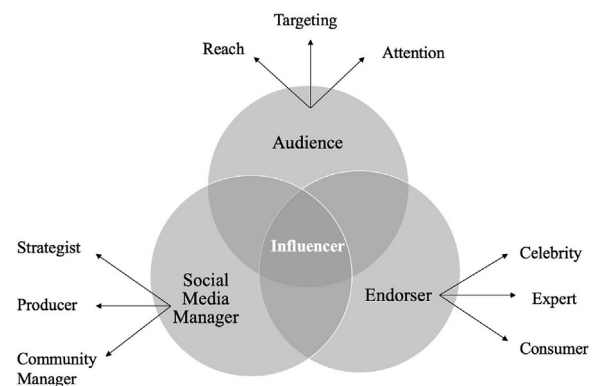 Targeting
Reach
Attention
Audience
Influencer
Strategist
Producer
Community
Manager
Social
Media
Manager
Endorser
Celebrity
Expert
Consumer